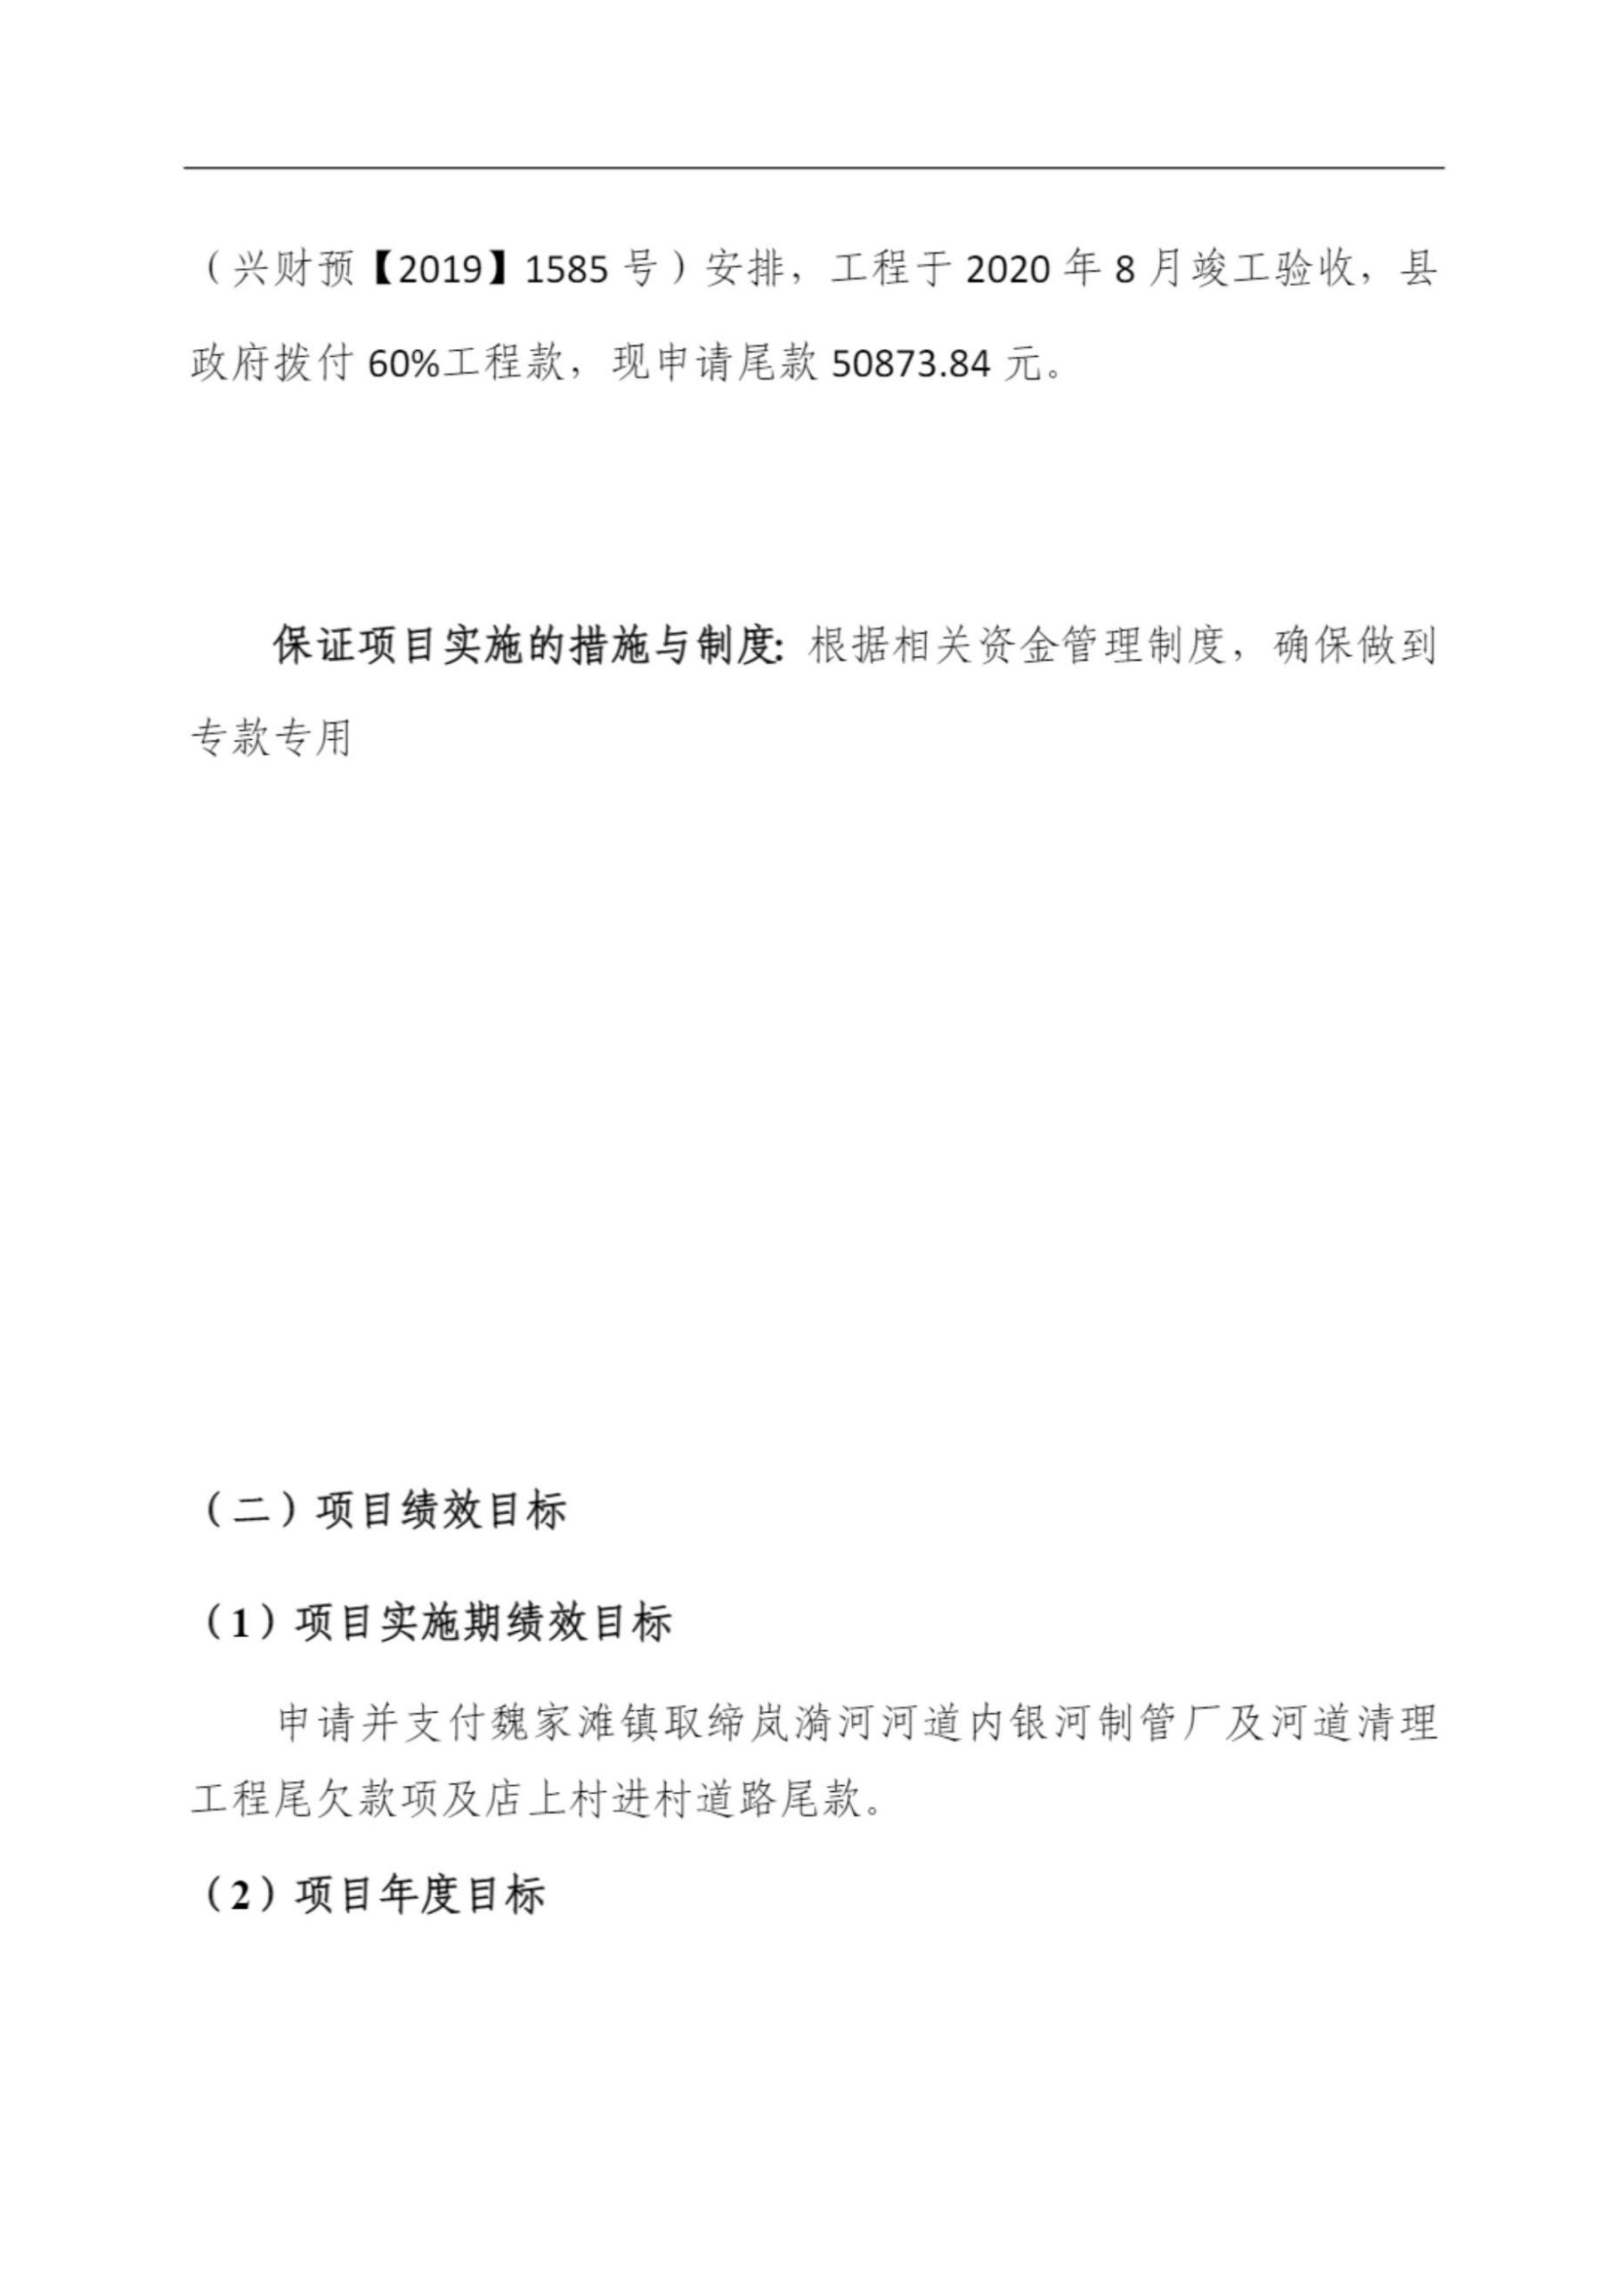 （兴财预【2019】1585 号）安排，工程于 2020 年 8 月竣工验收，县
政府拨付 60%工程款，现申请尾款 50873.84 元。
保证项目实施的措施与制度：根据相关资金管理制度，确保做到
专款专用
（二）项目绩效目标
（1）项目实施期绩效目标
申请并支付魏家滩镇取缔岚漪河河道内银河制管厂及河道清理
工程尾欠款项及店上村进村道路尾款。
（2）项目年度目标